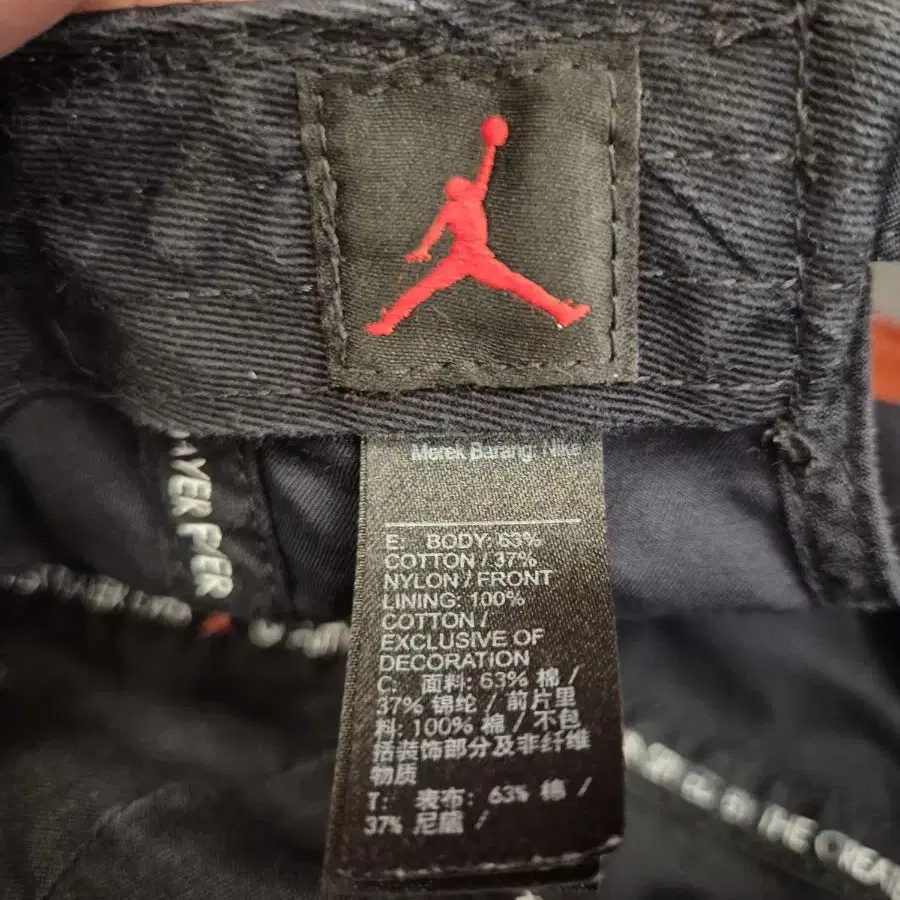 Merek Barang: Nike
E: BODY: 63%
COTTON / 37%
NYLON / FRONT
LINING: 100%
COTTON /
EXCLUSIVE OF
DECORATION
C: 面料: 63% 棉 /
37% 锦纶 / 前片里
料: 100% 棉 / 不包
括装饰部分及非纤维
物质
T: 表布: 63% 棉 /
37% 尼龍 /
THE CREAT